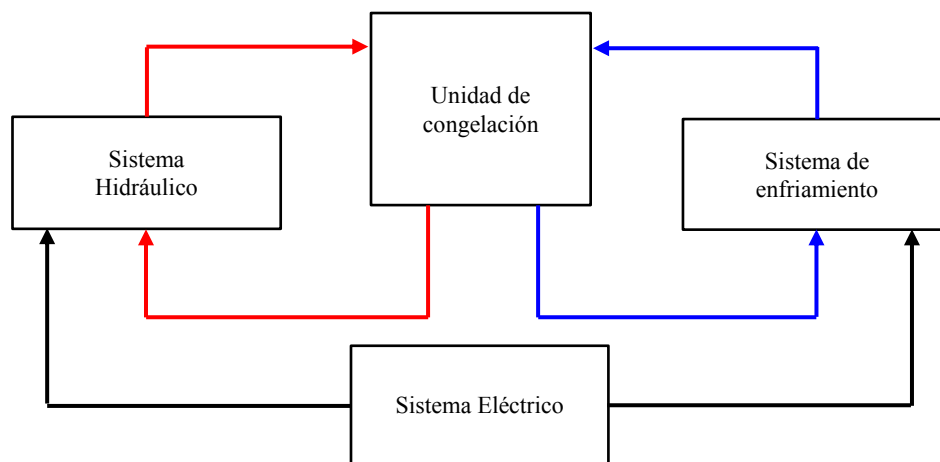 Unidad de
congelación
Sistema
Hidráulico
Sistema de
enfriamiento
Sistema Eléctrico